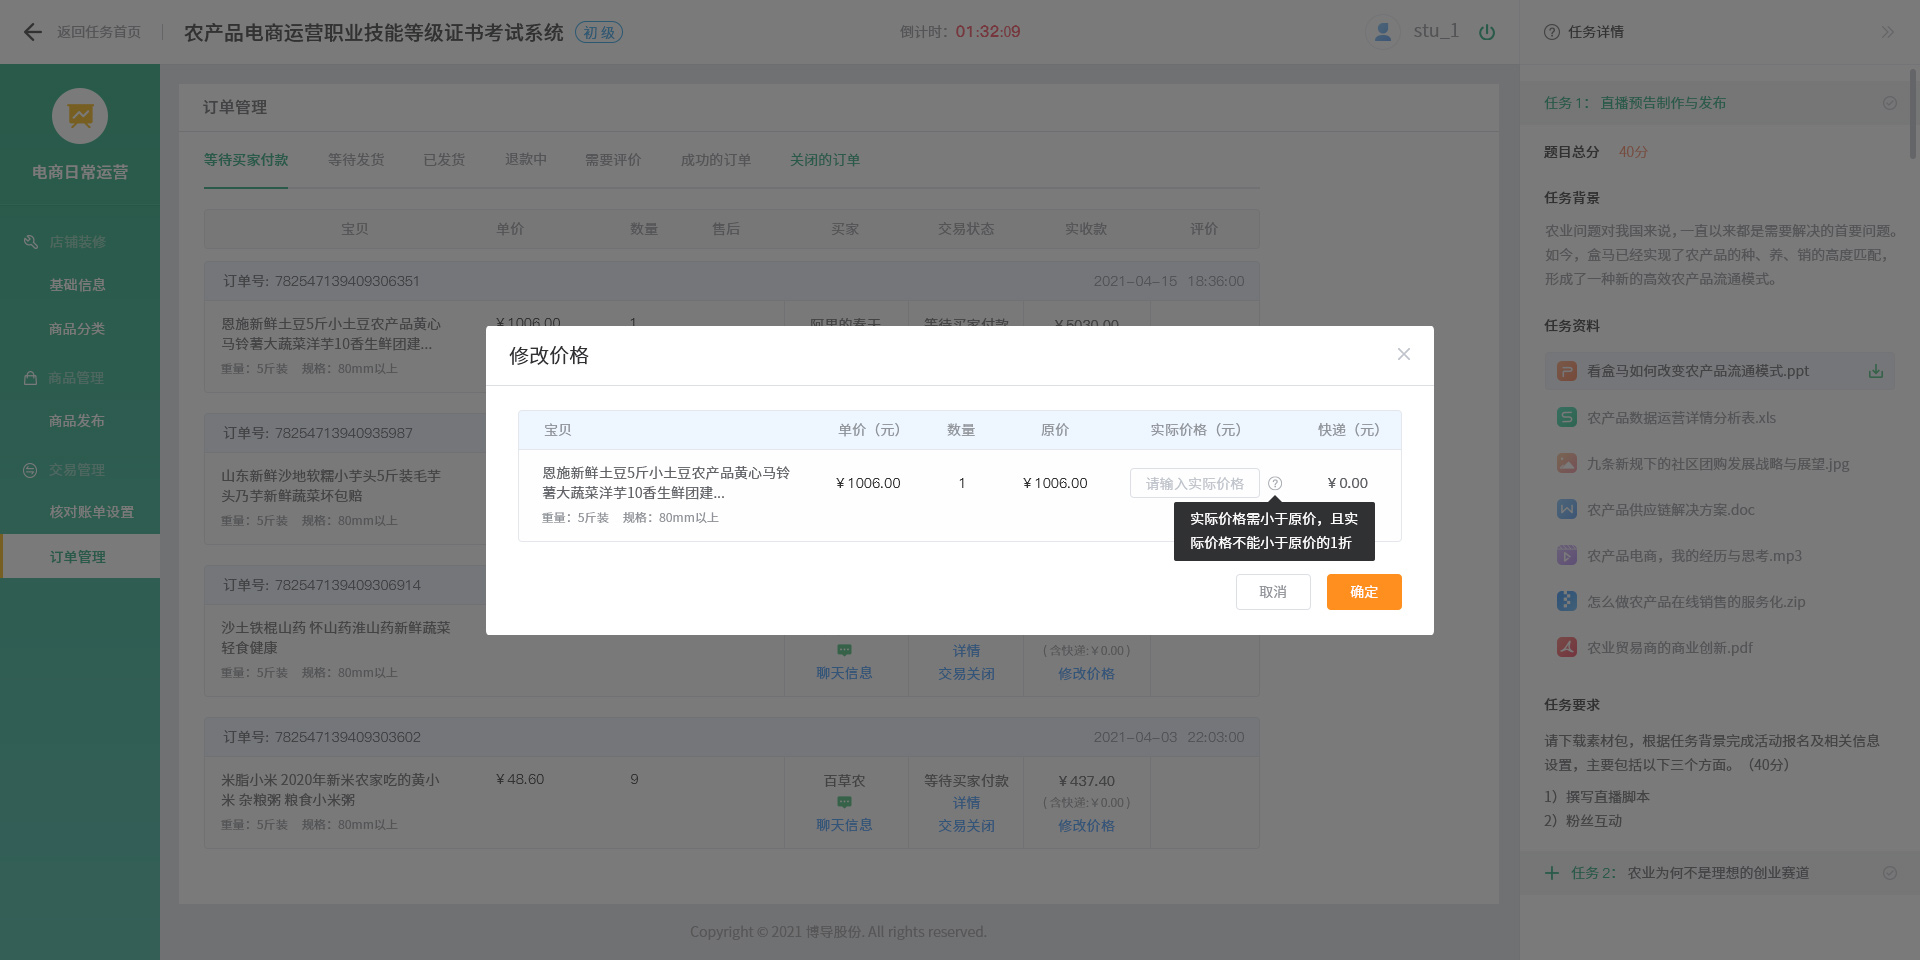 返回任务首页
农产品电商运营职业技能等级证书考试系统
初 级
倒计时: 01:32:09
stu_1
任务详情
电商日常运营
店铺装修
基础信息
商品分类
商品管理
商品发布
交易管理
核对账单设置
订单管理
订单管理
等待买家付款
等待发货
已发货
退款中
需要评价
成功的订单
关闭的订单
宝贝
单价
数量
售后
买家
交易状态
实收款
评价
订单号: 782547139409306351
2021-04-15 18:36:00
恩施新鲜土豆5斤小土豆农产品黄心
马铃薯大蔬菜洋芋10香生鲜团建...
重量：5斤装 规格：80mm以上
¥1006.00
1
阿里的春天
等待买家付款
¥5030.00
订单号: 78254713940935987
山东新鲜沙地软糯小芋头5斤装毛芋
头乃芋新鲜蔬菜坏包赔
重量：5斤装 规格：80mm以上
订单号: 782547139409306914
沙土铁棍山药 怀山药淮山药新鲜蔬菜
轻食健康
重量：5斤装 规格：80mm以上
聊天信息
详情
交易关闭
(含快递:¥0.00)
修改价格
订单号: 782547139409303602
2021-04-03 22:03:00
米脂小米 2020年新米农家吃的黄小
米 杂粮粥 粮食小米粥
重量：5斤装 规格：80mm以上
¥48.60
9
百草农
聊天信息
等待买家付款
详情
交易关闭
¥437.40
(含快递:¥0.00)
修改价格
Copyright © 2021 博导股份. All rights reserved.
修改价格
宝贝
单价（元）
数量
原价
实际价格（元）
快递（元）
恩施新鲜土豆5斤小土豆农产品黄心马铃
薯大蔬菜洋芋10香生鲜团建...
重量：5斤装 规格：80mm以上
¥1006.00
1
¥1006.00
请输入实际价格
¥0.00
实际价格需小于原价，且实
际价格不能小于原价的1折
取消
确定
任务 1： 直播预告制作与发布
题目总分 40分
任务背景
农业问题对我国来说，一直以来都是需要解决的首要问题。
如今，盒马已经实现了农产品的种、养、销的高度匹配，
形成了一种新的高效农产品流通模式。
任务资料
看盒马如何改变农产品流通模式.ppt
农产品数据运营详情分析表.xls
九条新规下的社区团购发展战略与展望.jpg
农产品供应链解决方案.doc
农产品电商，我的经历与思考.mp3
怎么做农产品在线销售的服务化.zip
农业贸易商的商业创新.pdf
任务要求
请下载素材包，根据任务背景完成活动报名及相关信息
设置，主要包括以下三个方面。（40分）
1）撰写直播脚本
2）粉丝互动
任务 2： 农业为何不是理想的创业赛道